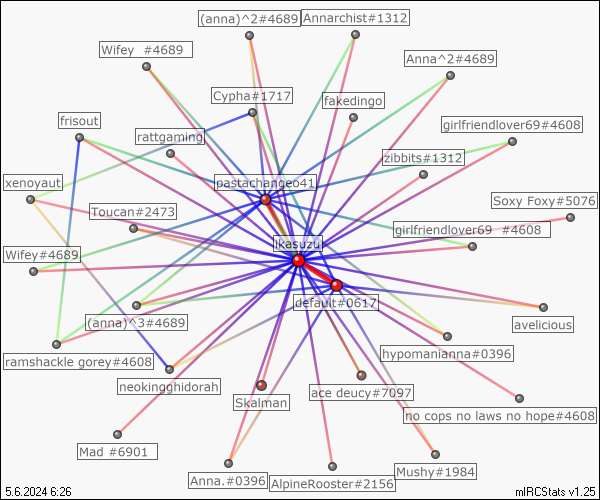 (anna)^2#4689
Annarchist#1312
Wifey  #4689
Anna^2#4689
Cypha#1717
fakedingo
frisout
girlfriendlover69#4608
rattgaming
zibbits#1312
xenoyaut
pastachangeo41
Soxy Foxy#5076
Toucan#2473
girlfriendlover69  #4608
ikasuzui
Wifey#4689
default#0617
(anna)^3#4689
avelicious
hypomanianna#0396
ramshackle gorey#4608
neokingghidorah
ace deucy#7097
Skalman
no cops no laws no hope#4608
Mad #6901
Anna.#0396
AlpineRooster#2156
Mushy#1984
5.6.2024 6:26
mIRCStats v1.25